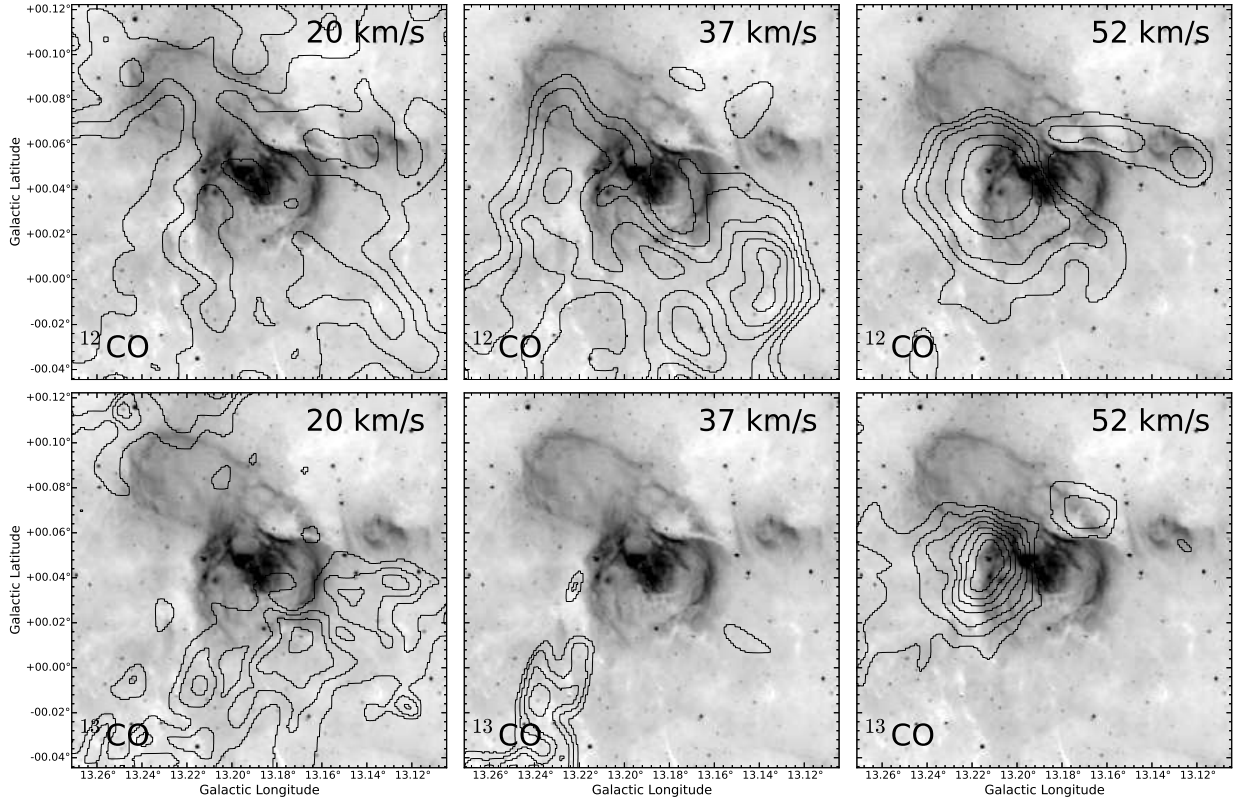 +00.12°
+00.10°
+00.08°
+00.06°
+00.04°
+00.02°
+00.00°
-00.02°
-00.04°
Galactic Latitude
20 km/s
¹²CO
37 km/s
¹²CO
52 km/s
¹²CO
+00.12°
+00.10°
+00.08°
+00.06°
+00.04°
+00.02°
+00.00°
-00.02°
-00.04°
Galactic Latitude
20 km/s
¹³CO
37 km/s
¹³CO
52 km/s
¹³CO
13.26° 13.24° 13.22° 13.20° 13.18° 13.16° 13.14° 13.12°
Galactic Longitude
13.26° 13.24° 13.22° 13.20° 13.18° 13.16° 13.14° 13.12°
Galactic Longitude
13.26° 13.24° 13.22° 13.20° 13.18° 13.16° 13.14° 13.12°
Galactic Longitude